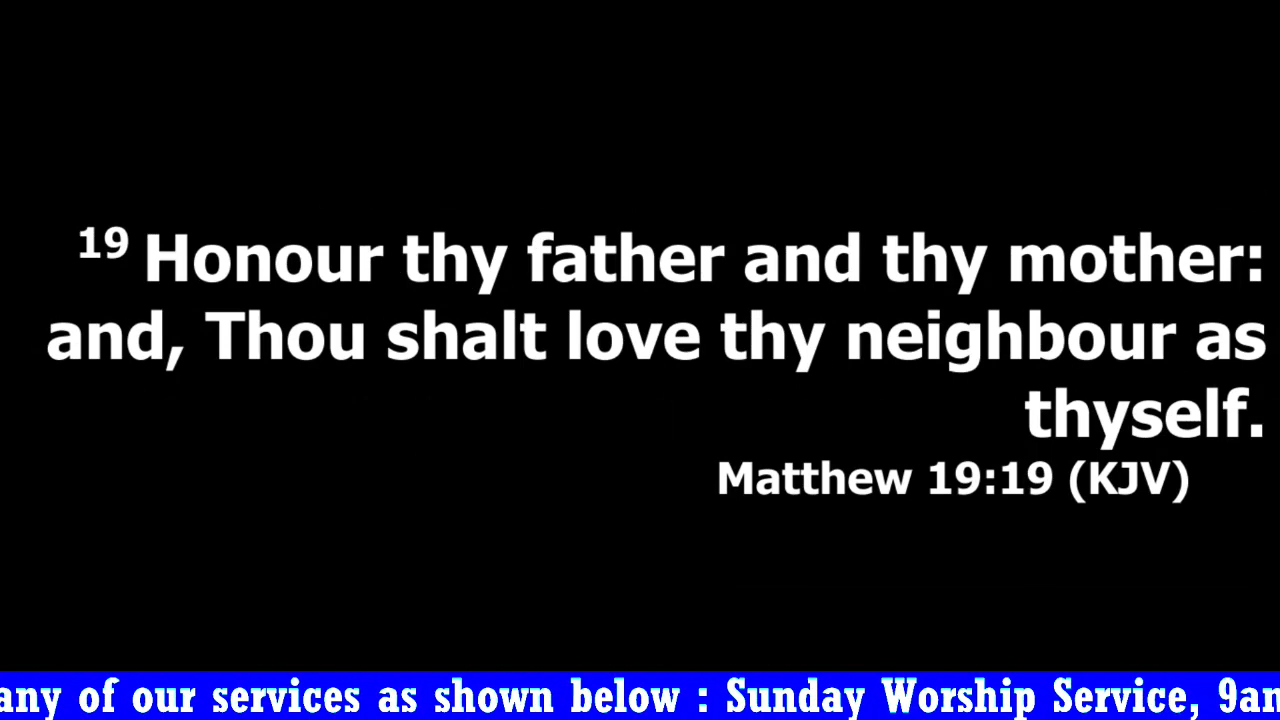 19 Honour thy father and thy mother:
and, Thou shalt love thy neighbour as
thyself.
Matthew 19:19 (KJV)
any of our services as shown below : Sunday Worship Service, 9am